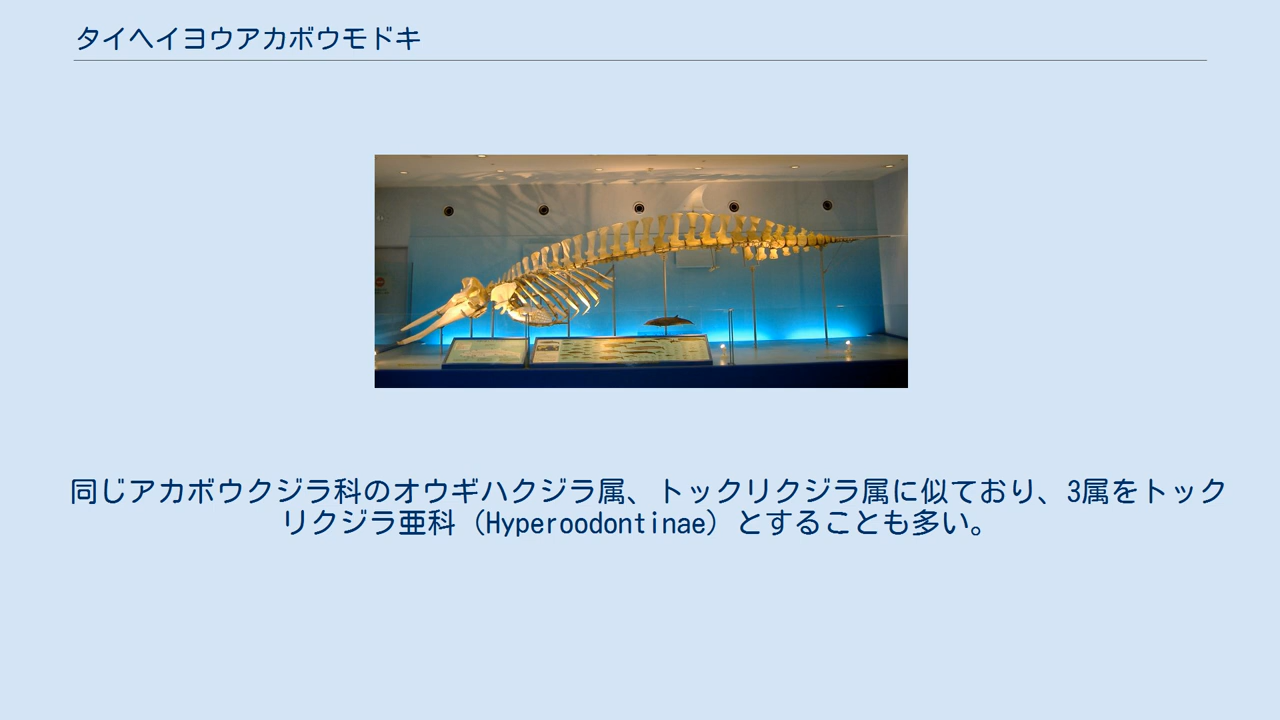 タイヘイヨウアカボウモドキ
同じアカボウクジラ科のオウギハクジラ属、トックリクジラ属に似ており、3属をトック
リクジラ亜科（Hyperoodontinae）とすることも多い。